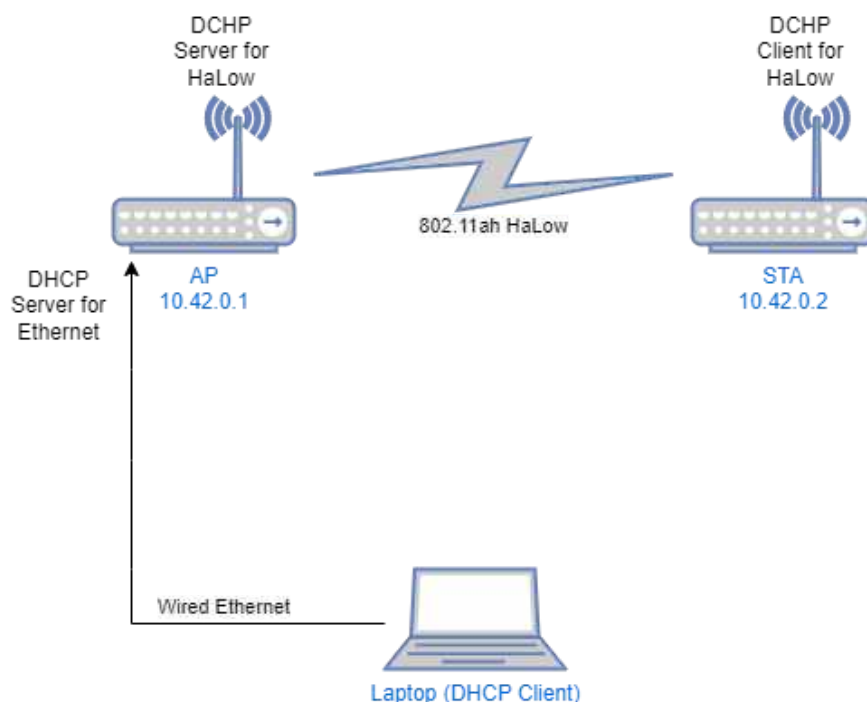 DCHP
Server for
HaLow
DCHP
Client for
HaLow
802.11ah HaLow
AP
10.42.0.1
STA
10.42.0.2
DHCP
Server for
Ethernet
Wired Ethernet
Laptop (DHCP Client)